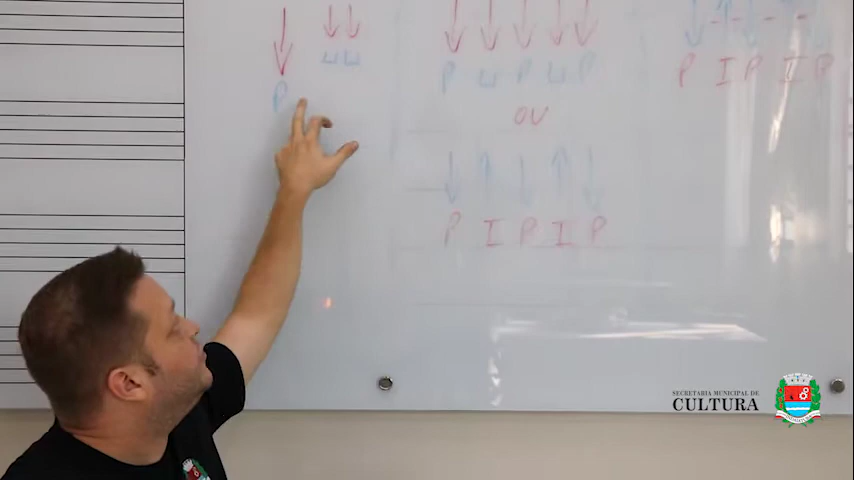 P
P U P U P
OU
P I P I P
P I P I P
SECRETARIA MUNICIPAL DE
CULTURA